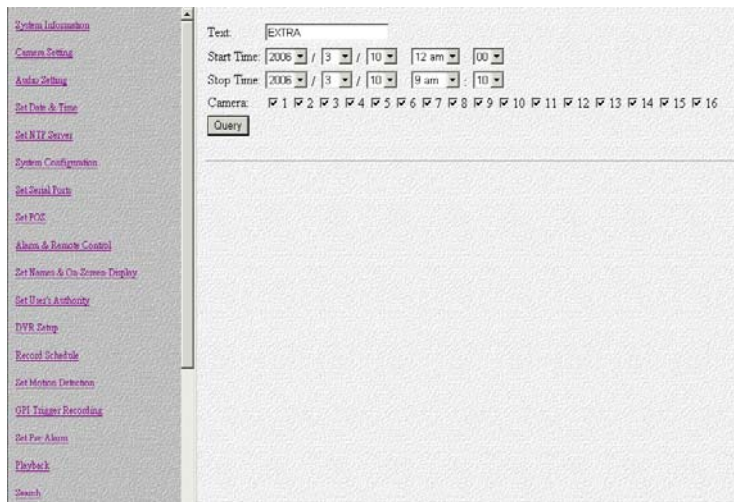 System Information
Camera Setting
Audio Setting
Set Date & Time
Set NTP Server
System Configuration
Set Serial Ports
Set POS
Alarm & Remote Control
Set Names & On-Screen-Display
Set User's Authority
DVR Setup
Record Schedule
Set Motion Detection
GPI Trigger Recording
Set Pre Alarm
Playback
Search
Text: EXTRA
Start Time: 2006 / 3 / 10 12 am 00
Stop Time: 2006 / 3 / 10 9 am : 10
Camera: 1 2 3 4 5 6 7 8 9 10 11 12 13 14 15 16
Query